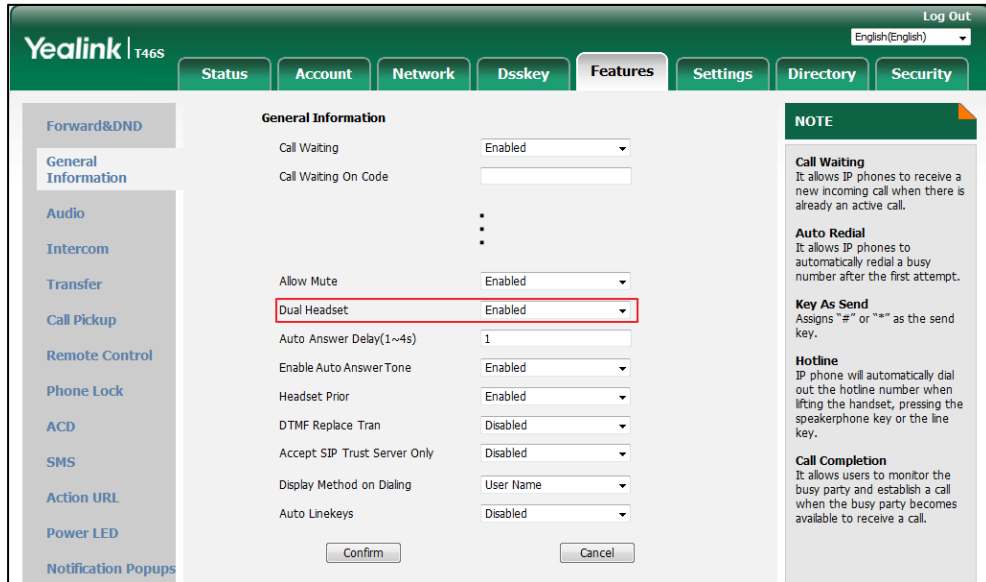 Log Out
English(English)
Yealink | T46S
Status Account Network Dsskey Features Settings Directory Security
Forward&DND
General
Information
Audio
Intercom
Transfer
Call Pickup
Remote Control
Phone Lock
ACD
SMS
Action URL
Power LED
Notification Popups
General Information
Call Waiting Enabled
Call Waiting On Code
Allow Mute Enabled
Dual Headset Enabled
Auto Answer Delay(1~4s) 1
Enable Auto Answer Tone Enabled
Headset Prior Enabled
DTMF Replace Tran Disabled
Accept SIP Trust Server Only Disabled
Display Method on Dialing User Name
Auto Linekeys Disabled
Confirm Cancel
NOTE
Call Waiting
It allows IP phones to receive a
new incoming call when there is
already an active call.
Auto Redial
It allows IP phones to
automatically redial a busy
number after the first attempt.
Key As Send
Assigns "#" or "*" as the send
key.
Hotline
IP phone will automatically dial
out the hotline number when
lifting the handset, pressing the
speakerphone key or the line
key.
Call Completion
It allows users to monitor the
busy party and establish a call
when the busy party becomes
available to receive a call.